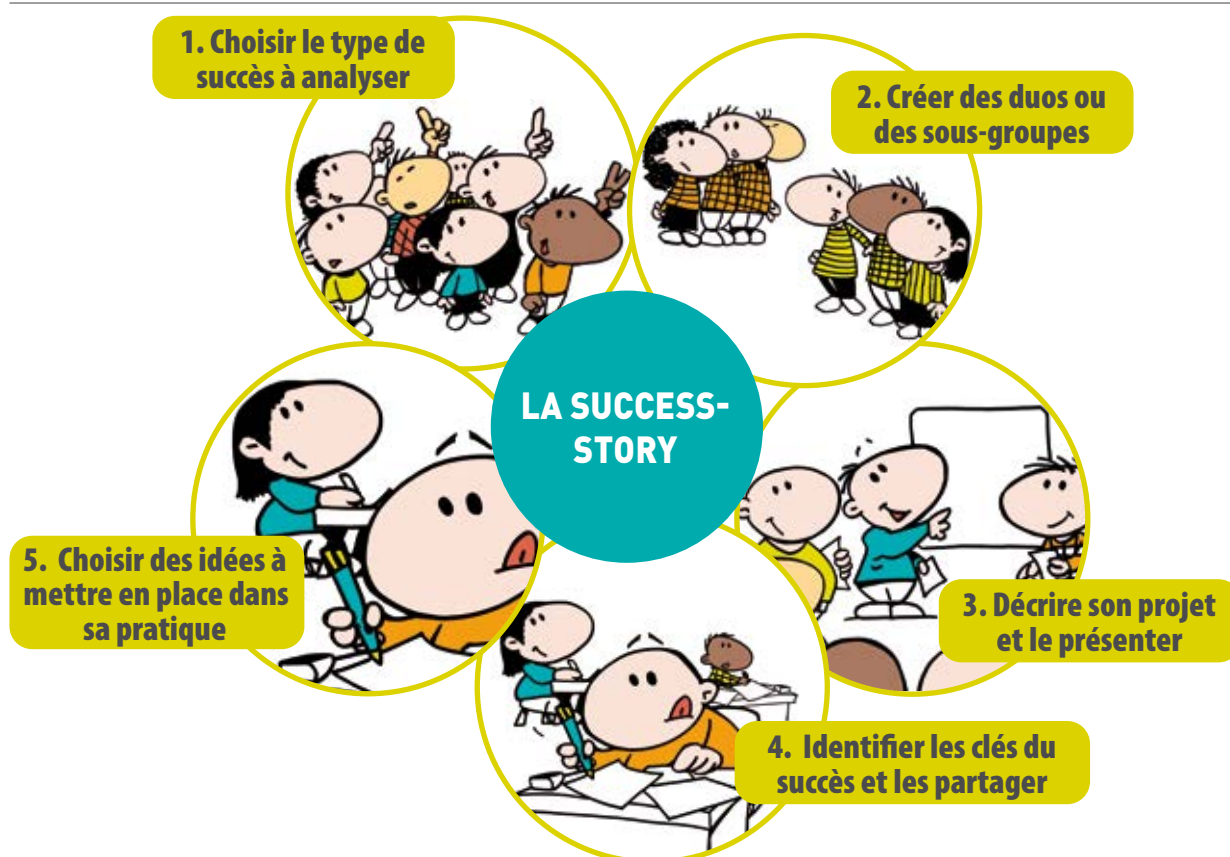 1. Choisir le type de
succès à analyser
2. Créer des duos ou
des sous-groupes
LA SUCCESS-
STORY
3. Décrire son projet
et le présenter
4. Identifier les clés du
succès et les partager
5. Choisir des idées à
mettre en place dans
sa pratique